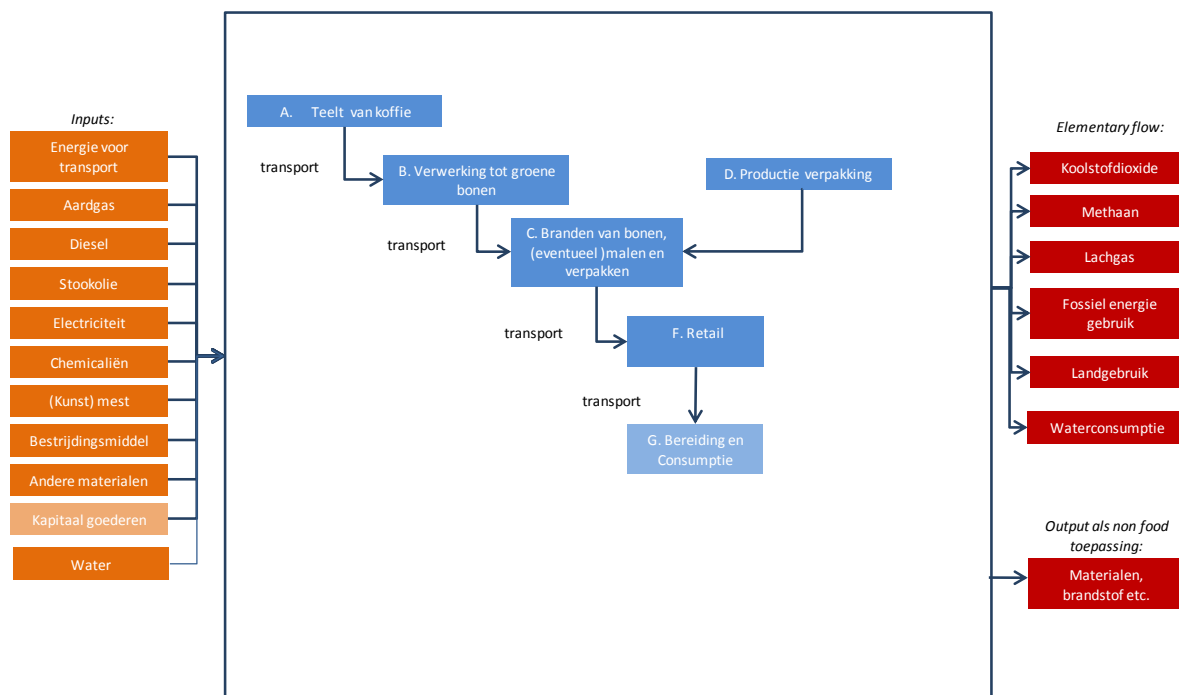 Inputs:
Energie voor
transport
Aardgas
Diesel
Stookolie
Electriciteit
Chemicaliën
(Kunst) mest
Bestrijdingsmiddel
Andere materialen
Kapitaal goederen
Water
A. Teelt van koffie
transport
B. Verwerking tot groene
bonen
D. Productie verpakking
transport
C. Branden van bonen,
(eventueel )malen en
verpakken
transport
F. Retail
transport
G. Bereiding en
Consumptie
Elementary flow:
Koolstofdioxide
Methaan
Lachgas
Fossiel energie
gebruik
Landgebruik
Waterconsumptie
Output als non food
toepassing:
Materialen,
brandstof etc.